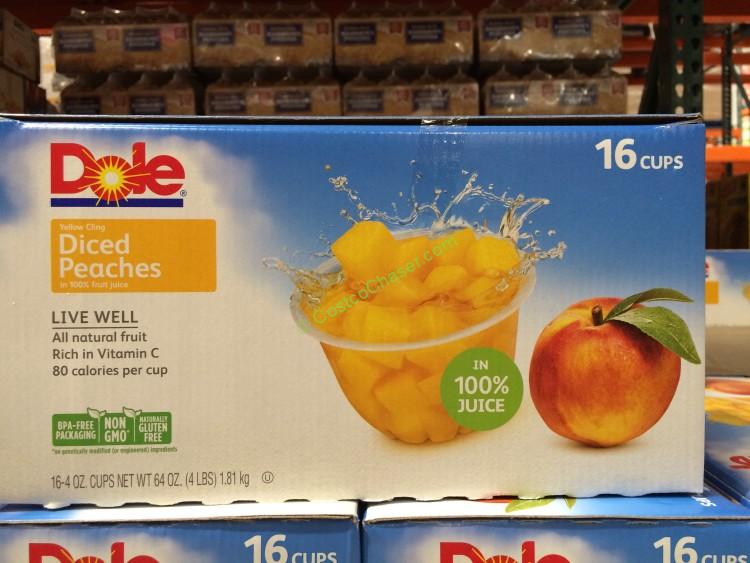 Dole®
16 CUPS
Yellow Cling
Diced
Peaches
in 100% fruit juice
LIVE WELL
All natural fruit
Rich in Vitamin C
80 calories per cup
BPA-FREE
PACKAGING
NON
GMO*
NATURALLY
GLUTEN
FREE
*no genetically modified (or engineered) ingredients
16-4 OZ. CUPS NET WT 64 OZ. (4 LBS) 1.81 kg U
IN
100%
JUICE
CostcoChaser.com
Dole 16 CUPS
Dole 16 CUPS